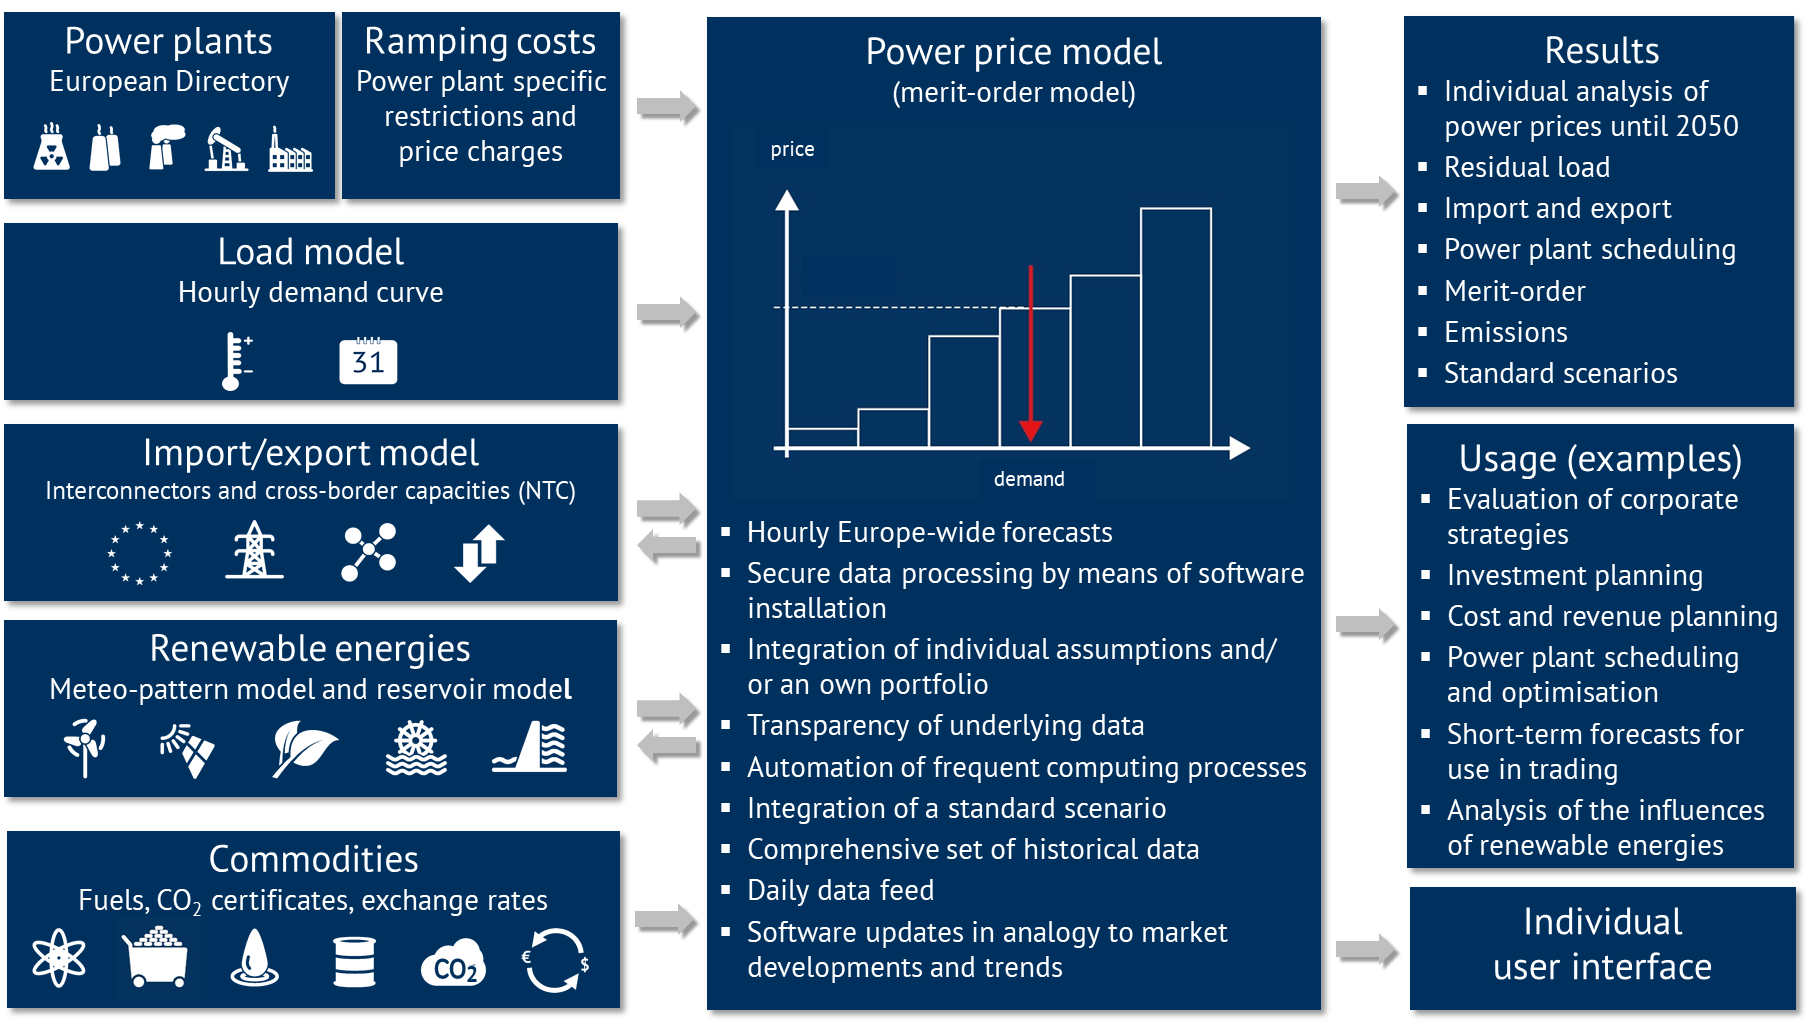 Power plants
European Directory
Ramping costs
Power plant specific
restrictions and
price charges
Load model
Hourly demand curve
+
−
31
Import/export model
Interconnectors and cross-border capacities (NTC)
Renewable energies
Meteo-pattern model and reservoir model
Commodities
Fuels, CO₂ certificates, exchange rates
CO₂
€
$
Power price model
(merit-order model)
price
demand
▪ Hourly Europe-wide forecasts
▪ Secure data processing by means of software
installation
▪ Integration of individual assumptions and/
or an own portfolio
▪ Transparency of underlying data
▪ Automation of frequent computing processes
▪ Integration of a standard scenario
▪ Comprehensive set of historical data
▪ Daily data feed
▪ Software updates in analogy to market
developments and trends
Results
▪ Individual analysis of
power prices until 2050
▪ Residual load
▪ Import and export
▪ Power plant scheduling
▪ Merit-order
▪ Emissions
▪ Standard scenarios
Usage (examples)
▪ Evaluation of corporate
strategies
▪ Investment planning
▪ Cost and revenue planning
▪ Power plant scheduling
and optimisation
▪ Short-term forecasts for
use in trading
▪ Analysis of the influences
of renewable energies
Individual
user interface